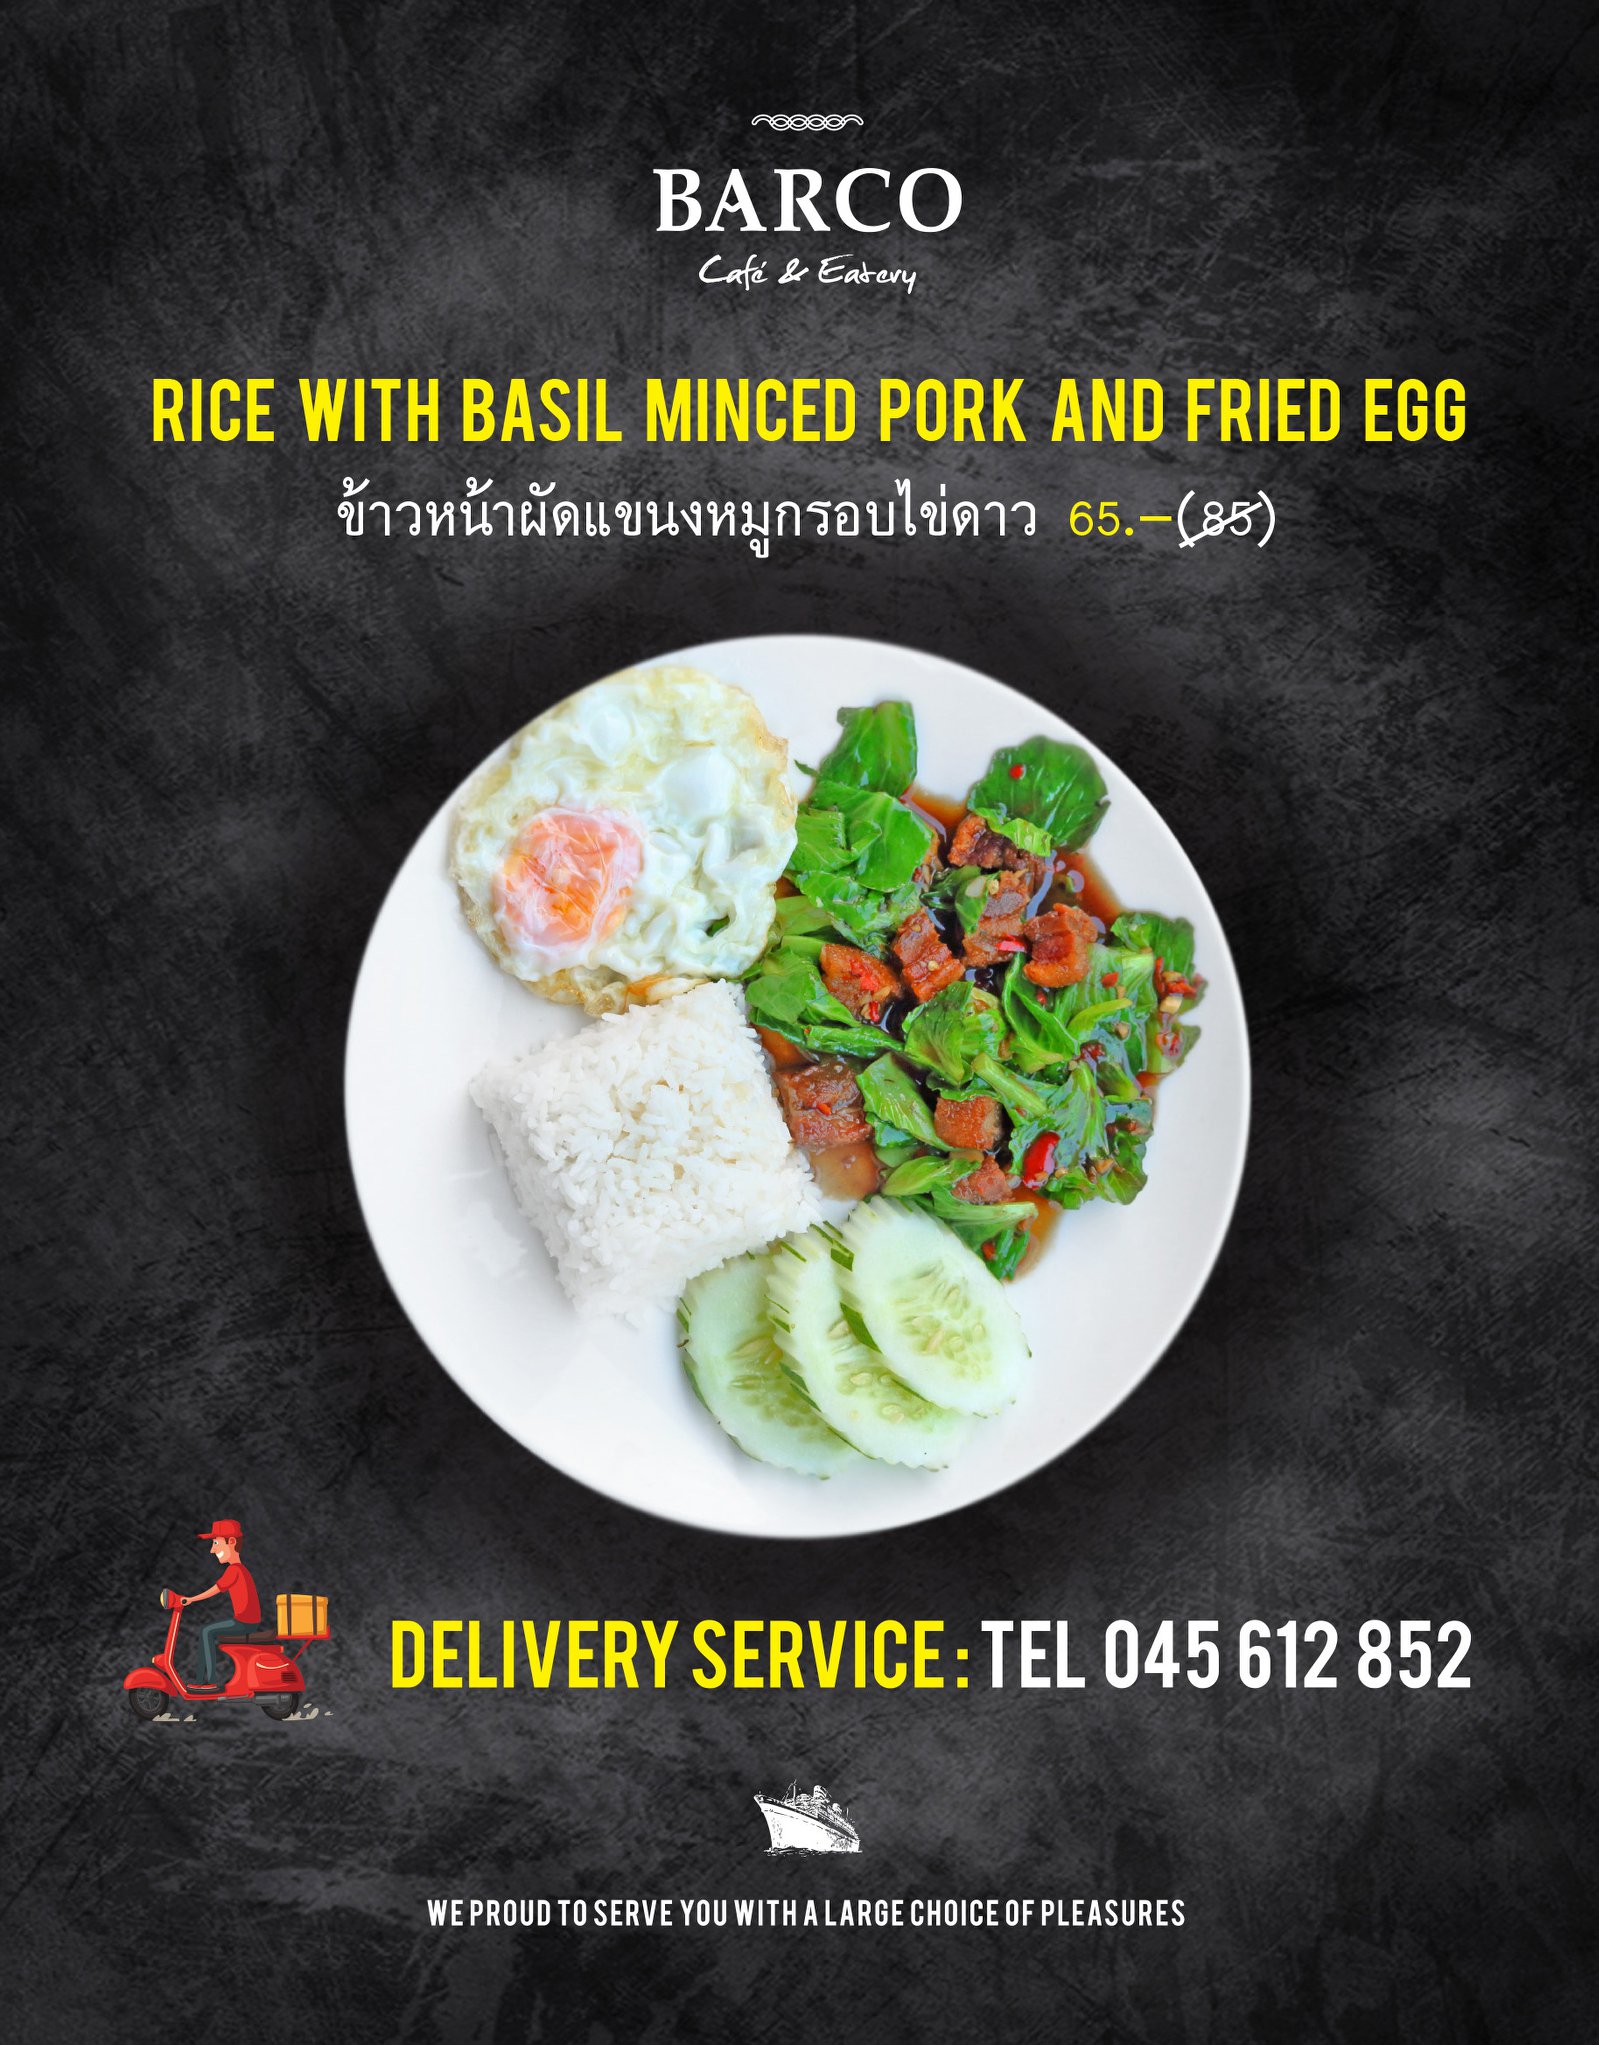 BARCO
Café & Eatery
RICE WITH BASIL MINCED PORK AND FRIED EGG
ข้าวหน้าผัดแขนงหมูกรอบไข่ดาว 65.-(85)
DELIVERY SERVICE : TEL 045 612 852
WE PROUD TO SERVE YOU WITH A LARGE CHOICE OF PLEASURES